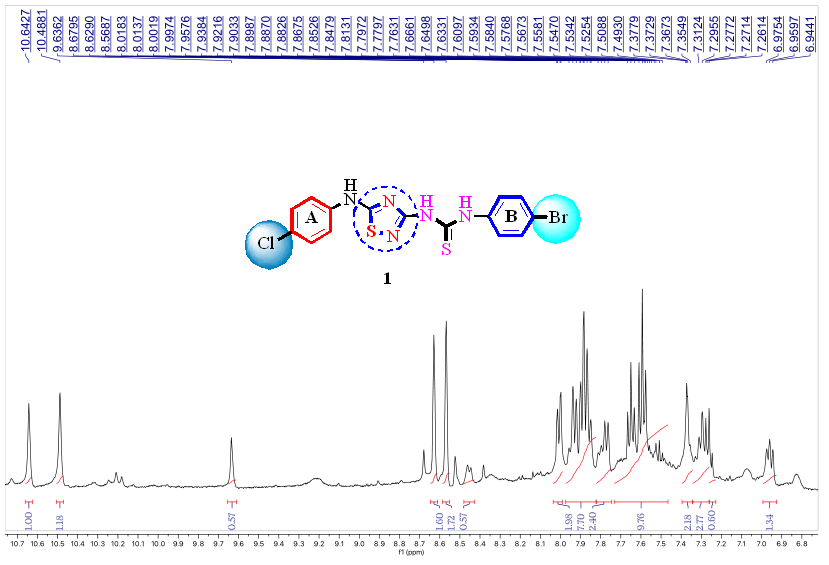 10.6427 10.4881 9.6362 8.6795 8.6290 8.5687 8.0183 8.0137 8.0019 7.9974 7.9576 7.9384 7.9216 7.9033 7.8987 7.8870 7.8826 7.8675 7.8526 7.8479 7.8131 7.7972 7.7797 7.7631 7.6661 7.6498 7.6331 7.6097 7.5934 7.5840 7.5768 7.5673 7.5581 7.5470 7.5342 7.5254 7.5088 7.4930 7.3779 7.3729 7.3673 7.3549 7.3124 7.2955 7.2772 7.2714 7.2614 6.9754 6.9597 6.9441
H
N
N
H
N
H
N
A
B
Br
S
N
Cl
S
1
1.00 1.18 0.57 1.60 1.72 0.57 1.98 7.70 2.40 9.76 2.18 2.77 0.60 1.34
10.7 10.6 10.5 10.4 10.3 10.2 10.1 10.0 9.9 9.8 9.7 9.6 9.5 9.4 9.3 9.2 9.1 9.0 8.9 8.8 8.7 8.6 8.5 8.4 8.3 8.2 8.1 8.0 7.9 7.8 7.7 7.6 7.5 7.4 7.3 7.2 7.1 7.0 6.9 6.8
f1 (ppm)